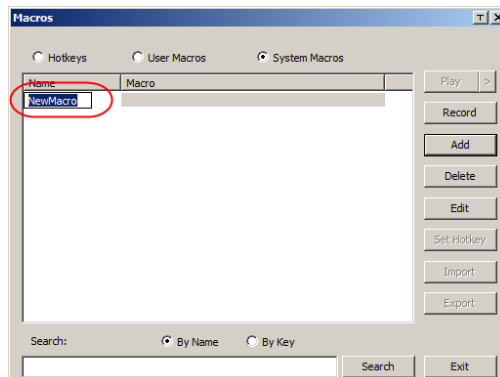 Macros
Hotkeys User Macros System Macros
Name Macro Play >
NewMacro
Record
Add
Delete
Edit
Set Hotkey
Import
Export
Search: By Name By Key
Search Exit